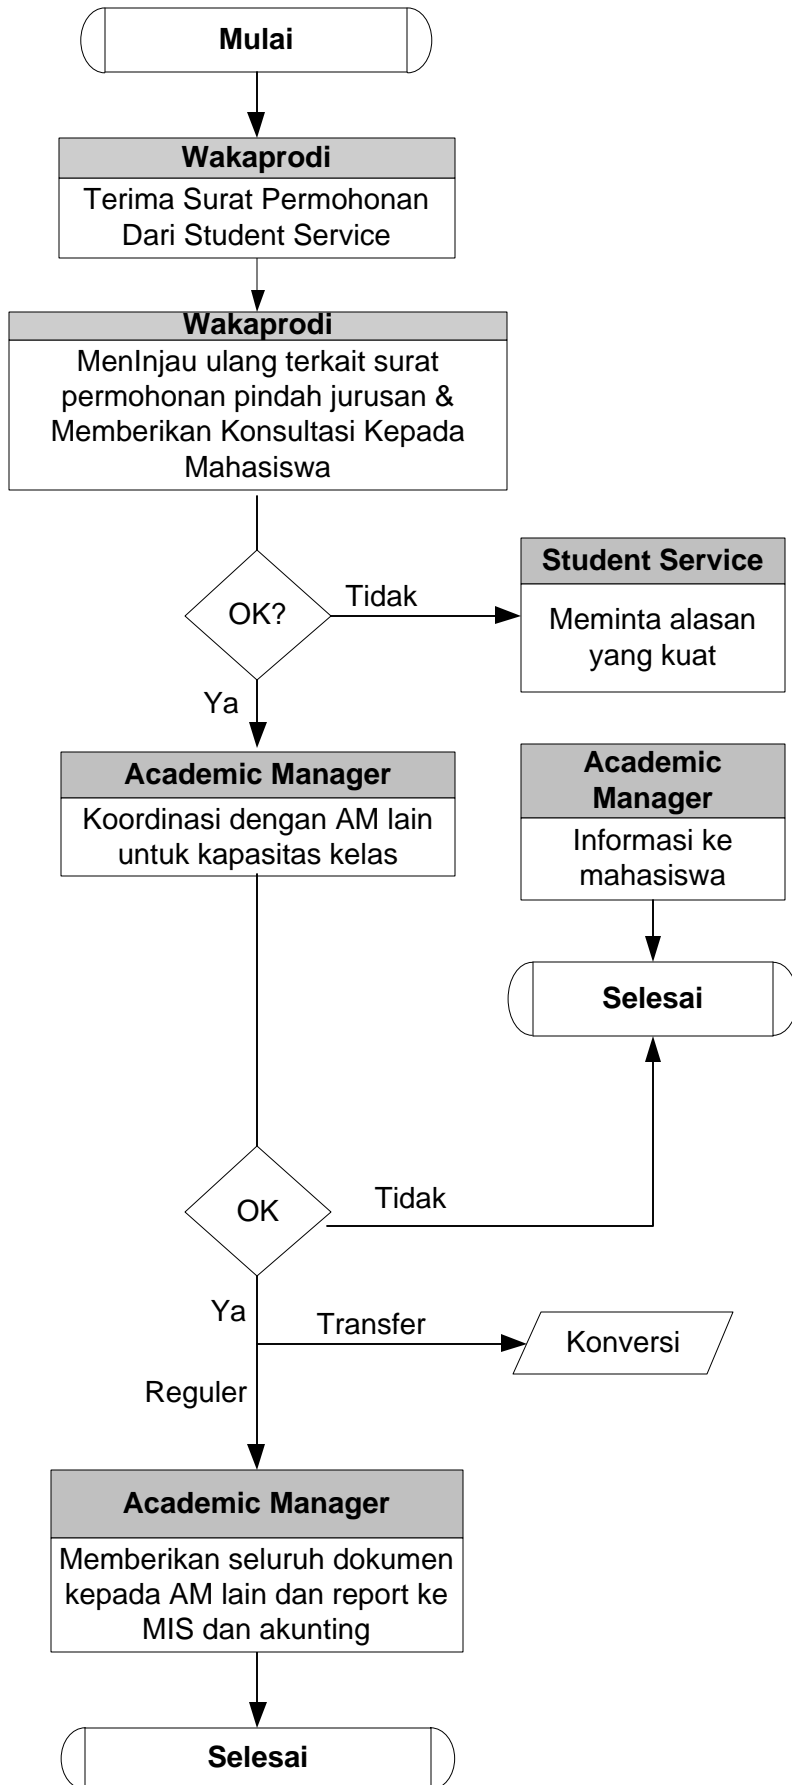 Mulai
Wakaprodi
Terima Surat Permohonan
Dari Student Service
Wakaprodi
MenInjau ulang terkait surat
permohonan pindah jurusan &
Memberikan Konsultasi Kepada
Mahasiswa
OK?
Tidak
Student Service
Meminta alasan
yang kuat
Ya
Academic Manager
Koordinasi dengan AM lain
untuk kapasitas kelas
Academic
Manager
Informasi ke
mahasiswa
Selesai
OK
Tidak
Ya
Transfer
Konversi
Reguler
Academic Manager
Memberikan seluruh dokumen
kepada AM lain dan report ke
MIS dan akunting
Selesai